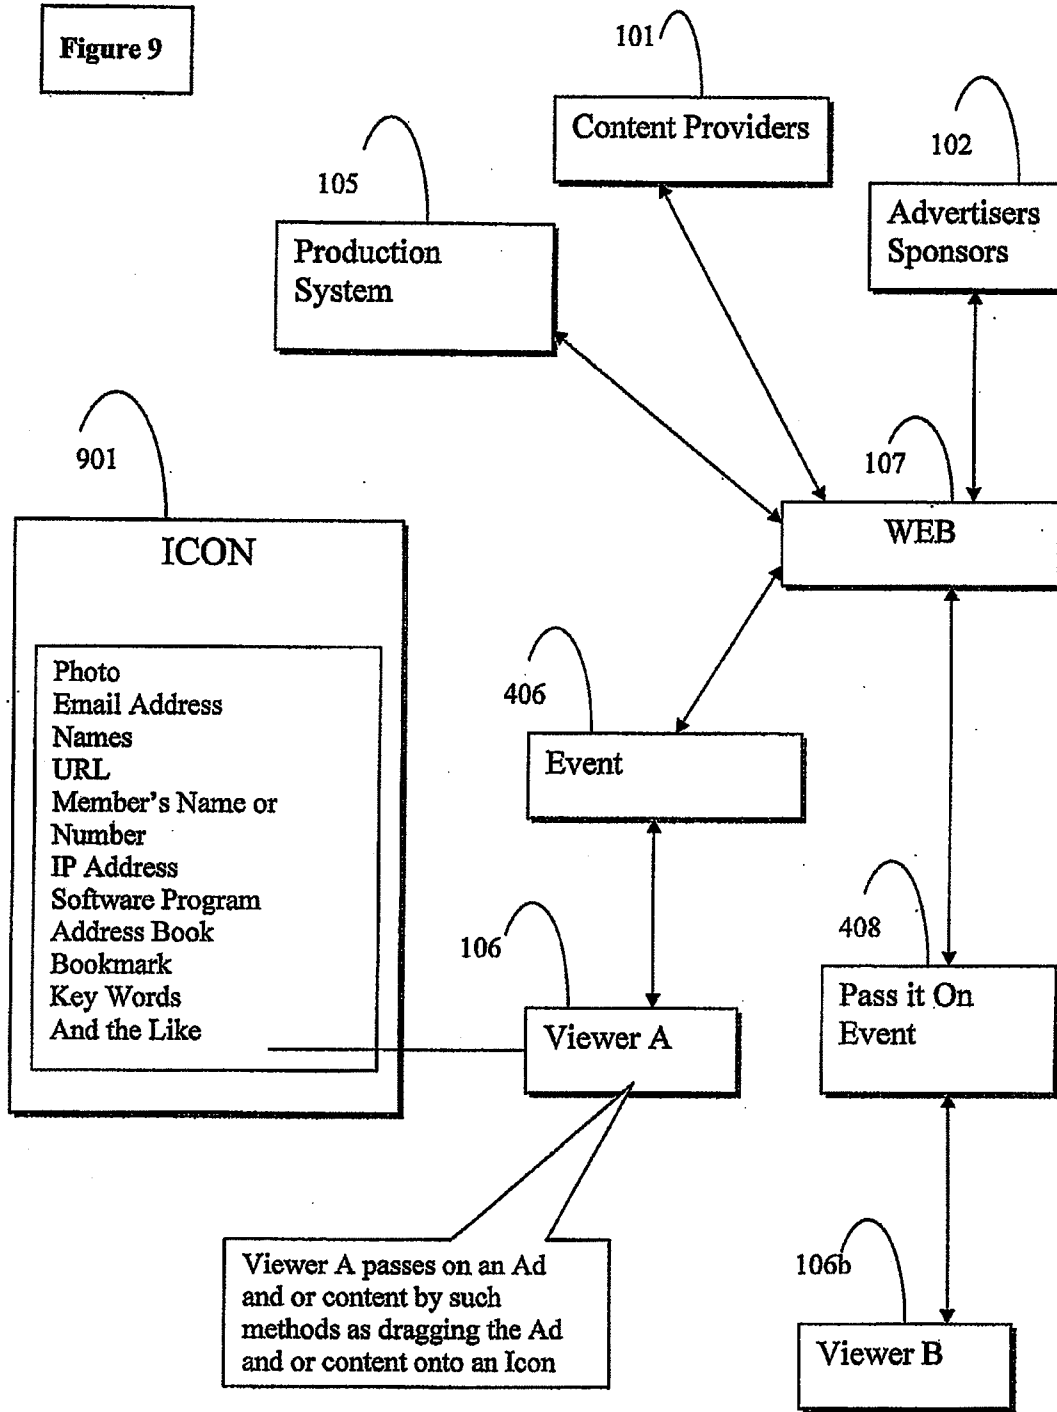 Figure 9
101
Content Providers
102
Advertisers
Sponsors
105
Production
System
901
107
WEB
ICON
Photo
Email Address
Names
URL
Member's Name or
Number
IP Address
Software Program
Address Book
Bookmark
Key Words
And the Like
406
Event
106
Viewer A
408
Pass it On
Event
Viewer A passes on an Ad
and or content by such
methods as dragging the Ad
and or content onto an Icon
106b
Viewer B